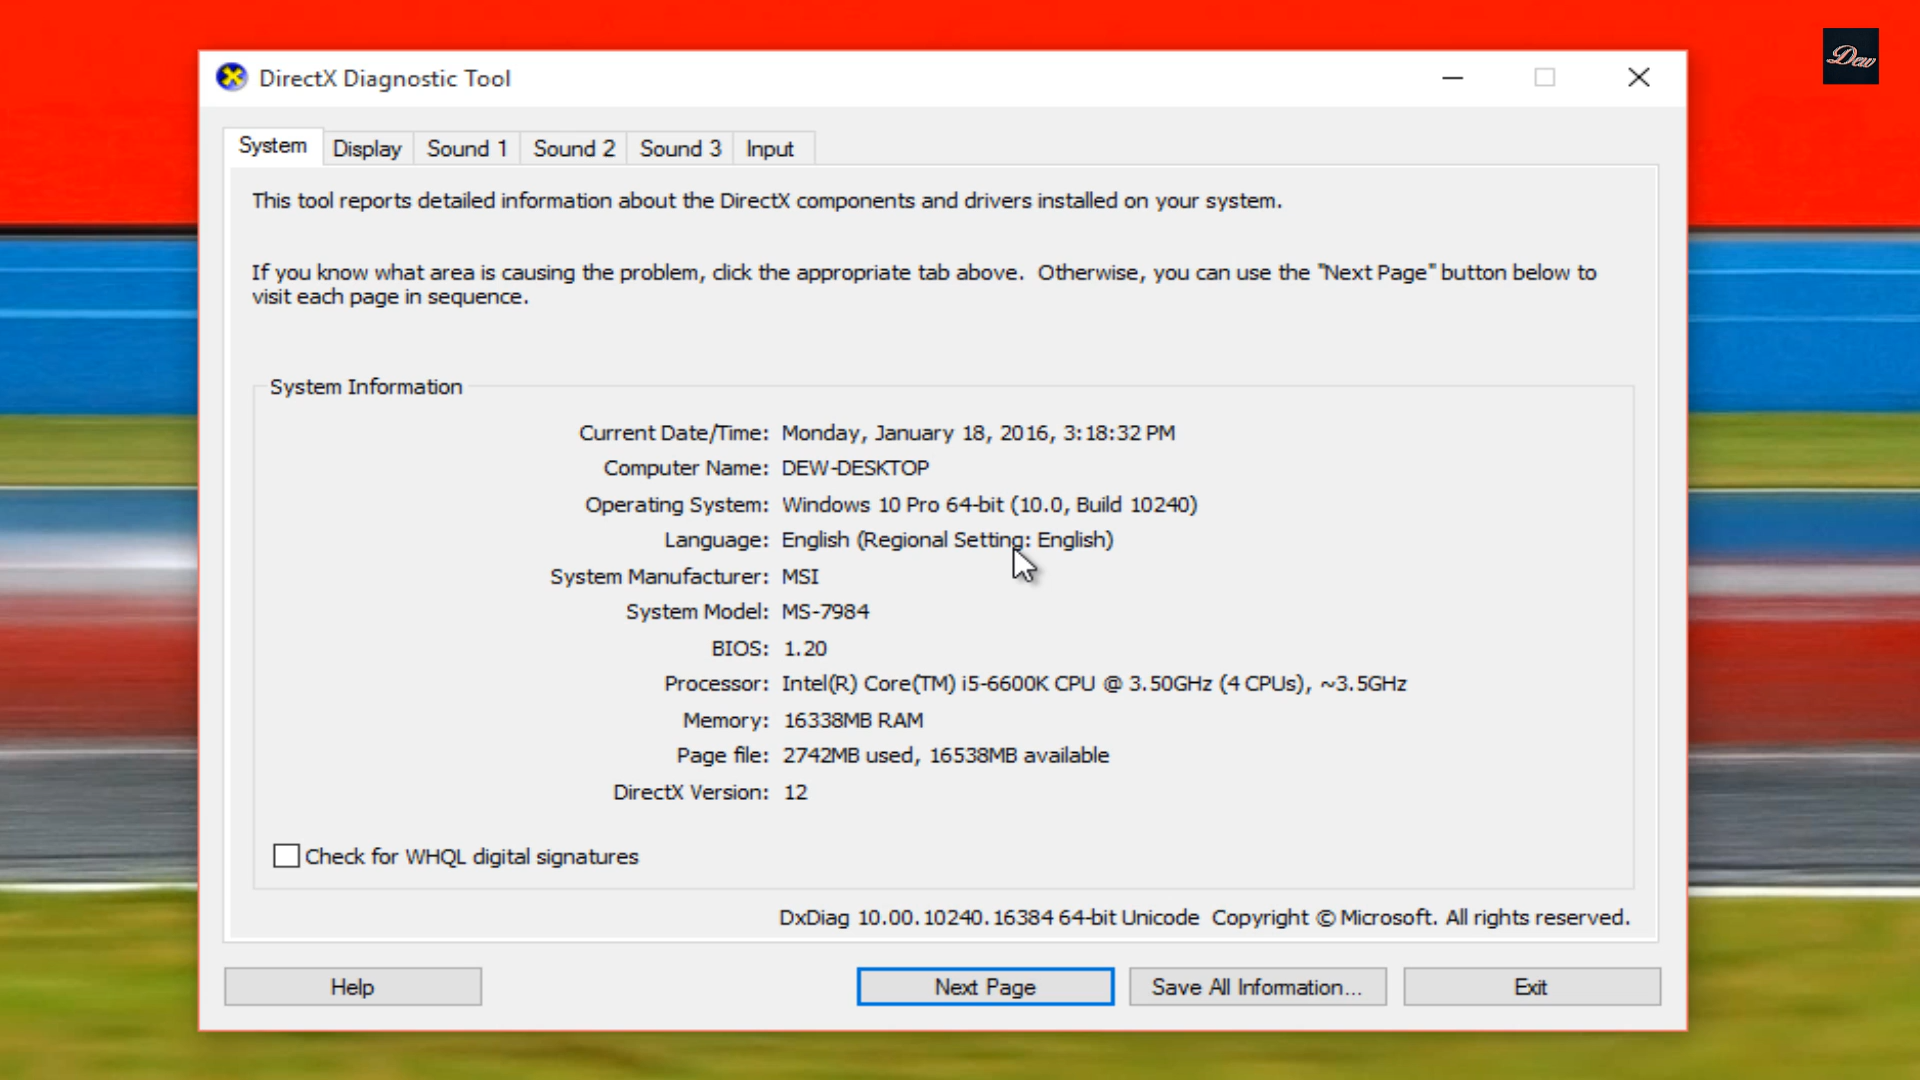 Dew
DirectX Diagnostic Tool
System Display Sound 1 Sound 2 Sound 3 Input
This tool reports detailed information about the DirectX components and drivers installed on your system.
If you know what area is causing the problem, click the appropriate tab above.  Otherwise, you can use the "Next Page" button below to
visit each page in sequence.
System Information
Current Date/Time: Monday, January 18, 2016, 3:18:32 PM
Computer Name: DEW-DESKTOP
Operating System: Windows 10 Pro 64-bit (10.0, Build 10240)
Language: English (Regional Setting: English)
System Manufacturer: MSI
System Model: MS-7984
BIOS: 1.20
Processor: Intel(R) Core(TM) i5-6600K CPU @ 3.50GHz (4 CPUs), ~3.5GHz
Memory: 16338MB RAM
Page file: 2742MB used, 16538MB available
DirectX Version: 12
Check for WHQL digital signatures
DxDiag 10.00.10240.16384 64-bit Unicode  Copyright © Microsoft. All rights reserved.
Help Next Page Save All Information... Exit